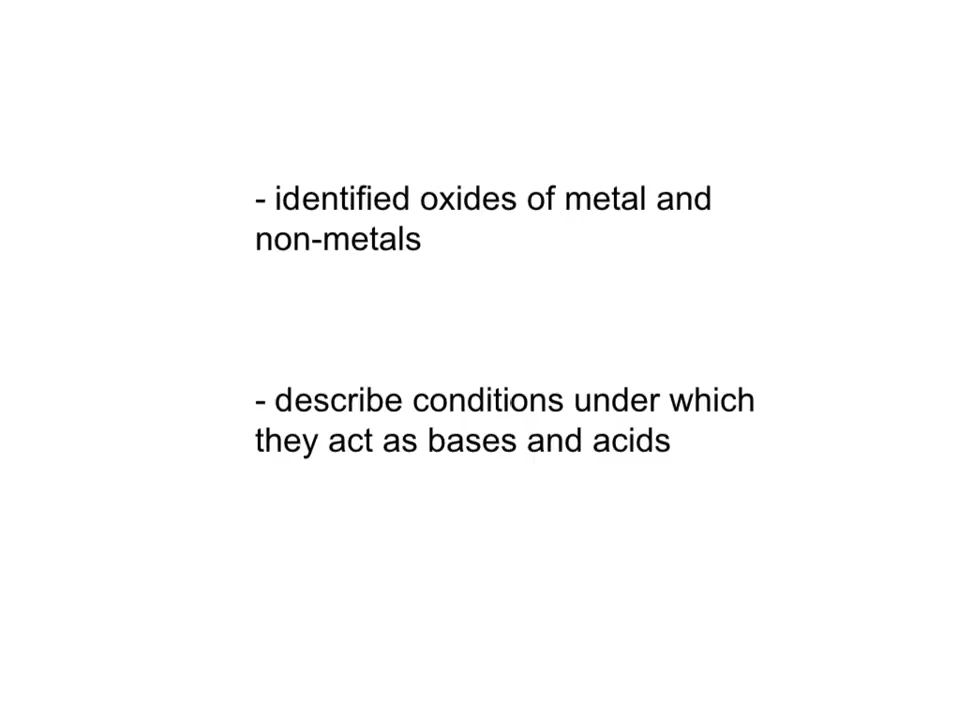 - identified oxides of metal and
non-metals
- describe conditions under which
they act as bases and acids